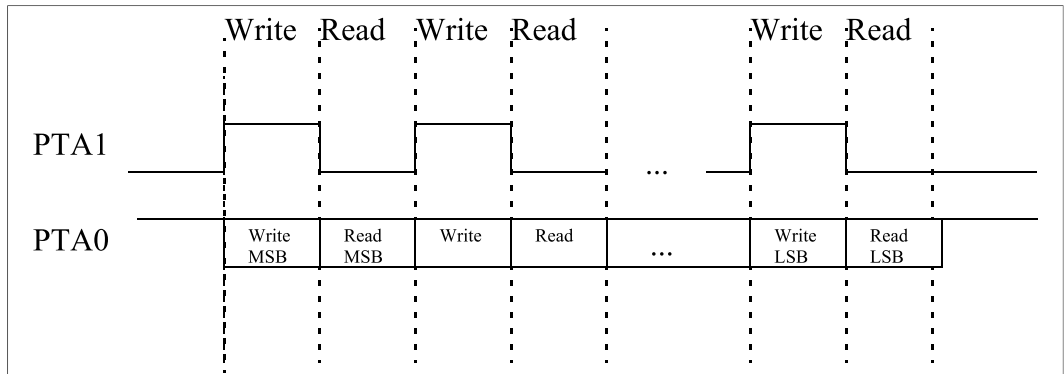 Write Read Write Read Write Read
PTA1
...
PTA0
Write Read Write Read Write Read
MSB MSB ... LSB LSB